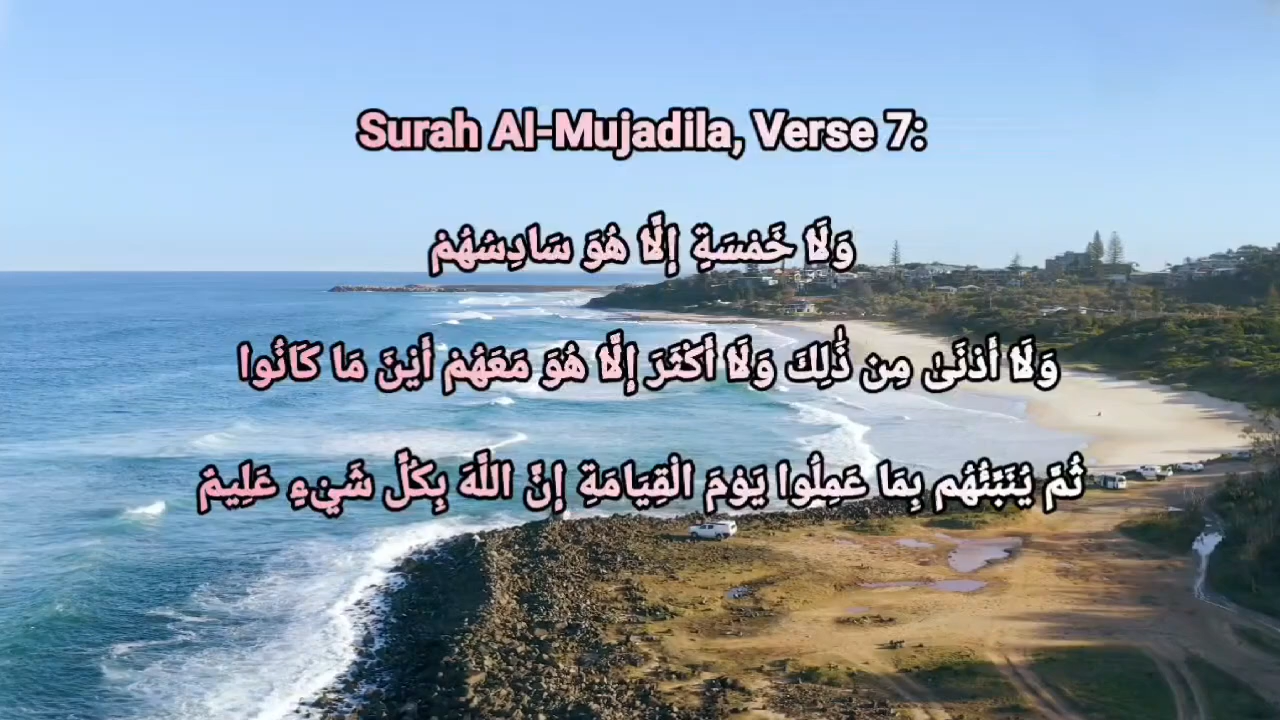 Surah Al-Mujadila, Verse 7:
وَلَا خَمْسَةٍ إِلَّا هُوَ سَادِسُهُمْ
وَلَا أَدْنَىٰ مِن ذَٰلِكَ وَلَا أَكْثَرَ إِلَّا هُوَ مَعَهُمْ أَيْنَ مَا كَانُوا
ثُمَّ يُنَبِّئُهُم بِمَا عَمِلُوا يَوْمَ الْقِيَامَةِ إِنَّ اللَّهَ بِكُلِّ شَيْءٍ عَلِيمٌ